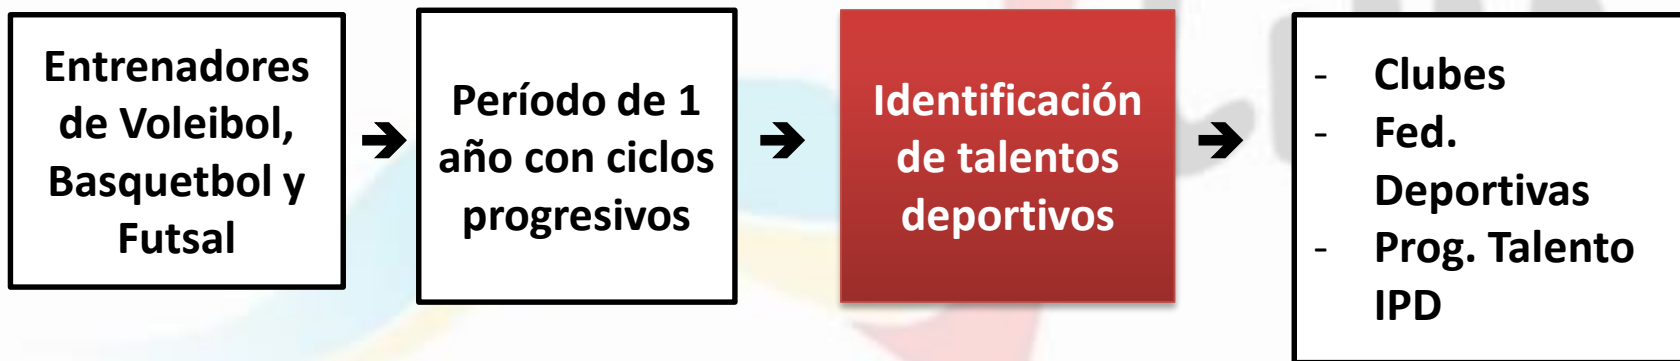 Entrenadores
de Voleibol,
Basquetbol y
Futsal
Período de 1
año con ciclos
progresivos
Identificación
de talentos
deportivos
- Clubes
- Fed.
Deportivas
- Prog. Talento
IPD